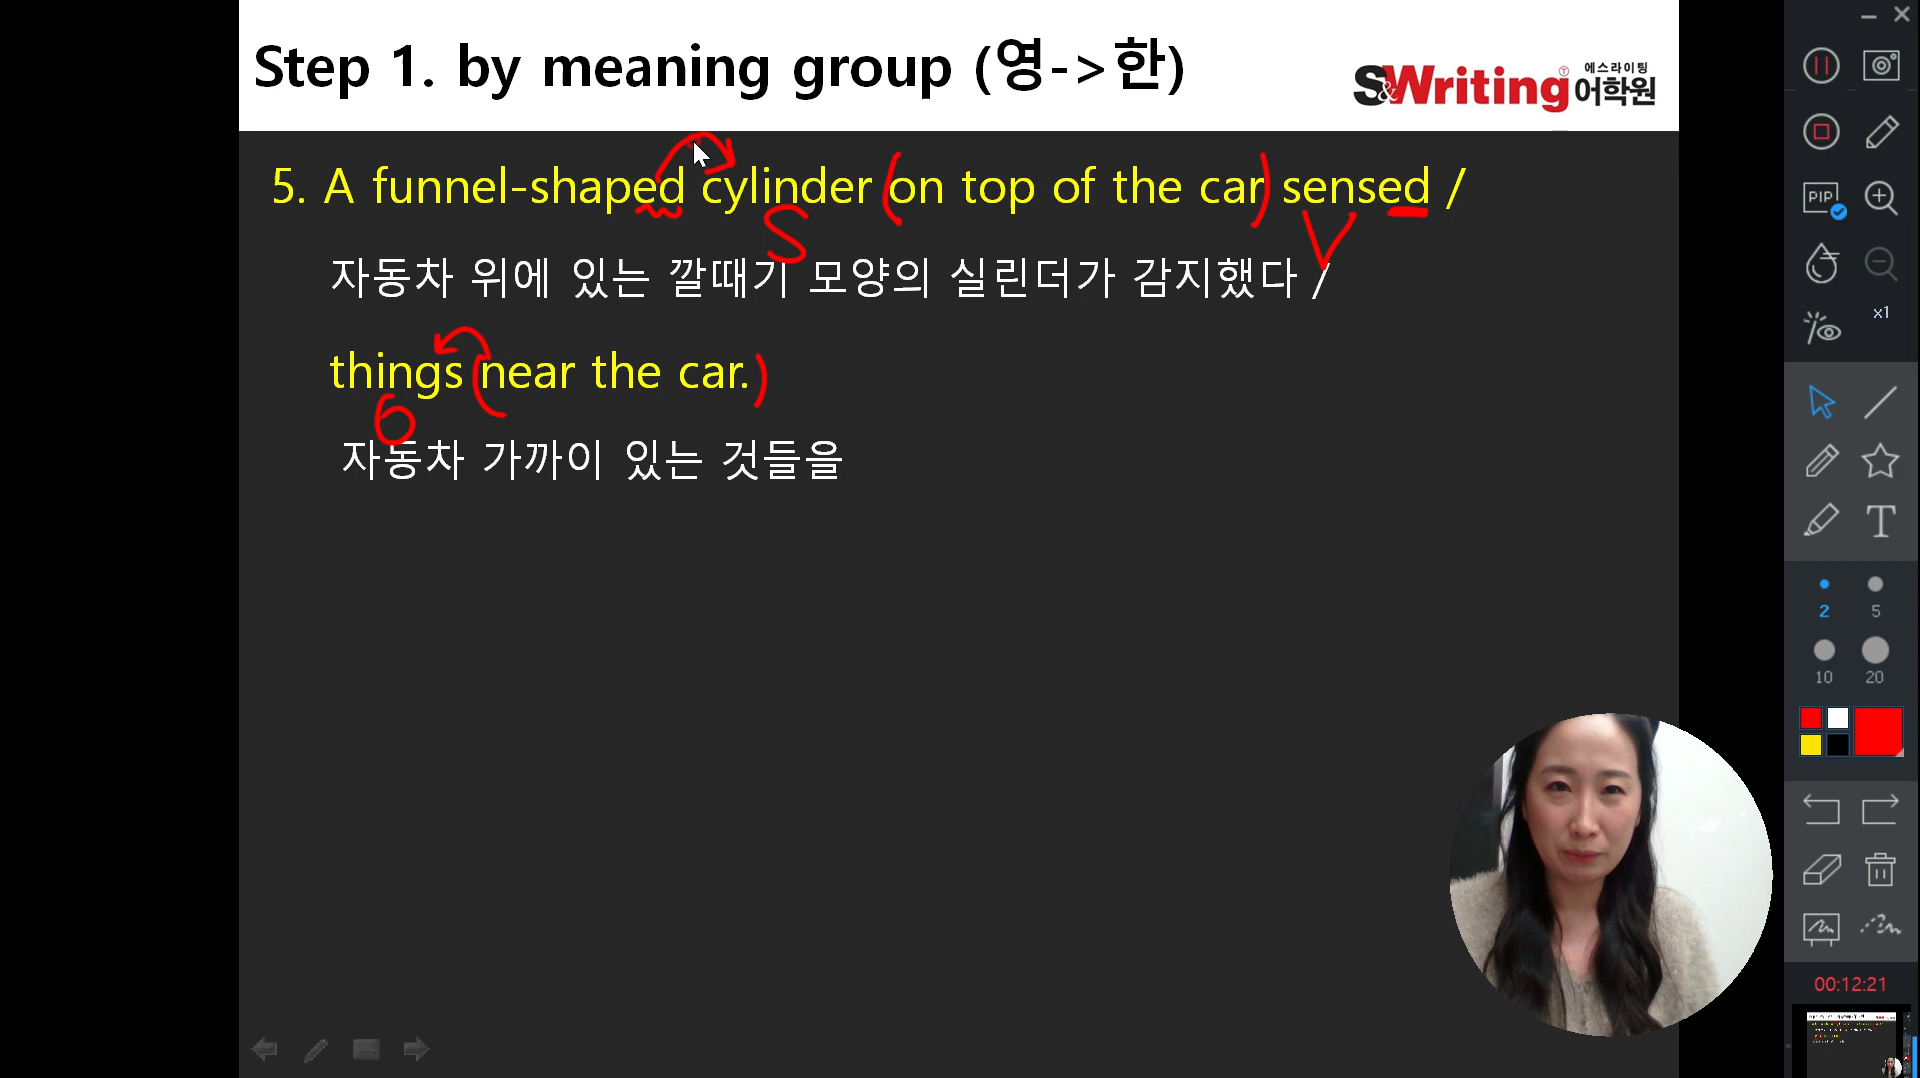 Step 1. by meaning group (영->한)
S&Writing 에스라이팅 어학원
5. A funnel-shaped cylinder (on top of the car) sensed /
S
V
자동차 위에 있는 깔때기 모양의 실린더가 감지했다 /
things (near the car.)
O
자동차 가까이 있는 것들을
PIP
x1
T
2
5
10
20
00:12:21